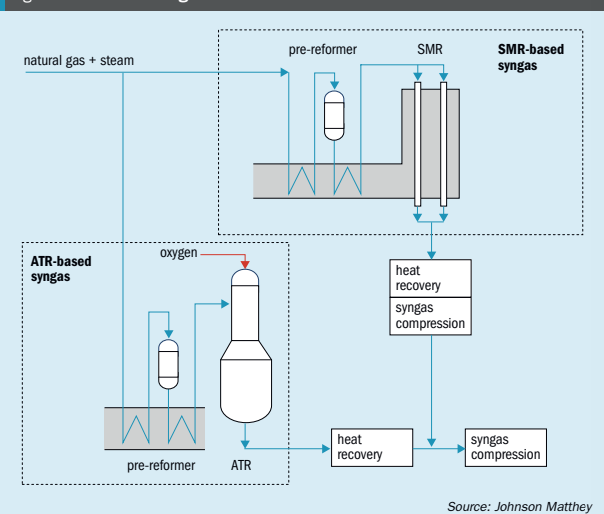 natural gas + steam
pre-reformer
SMR
SMR-based
syngas
ATR-based
syngas
oxygen
heat
recovery
syngas
compression
pre-reformer
ATR
heat
recovery
syngas
compression
Source: Johnson Matthey